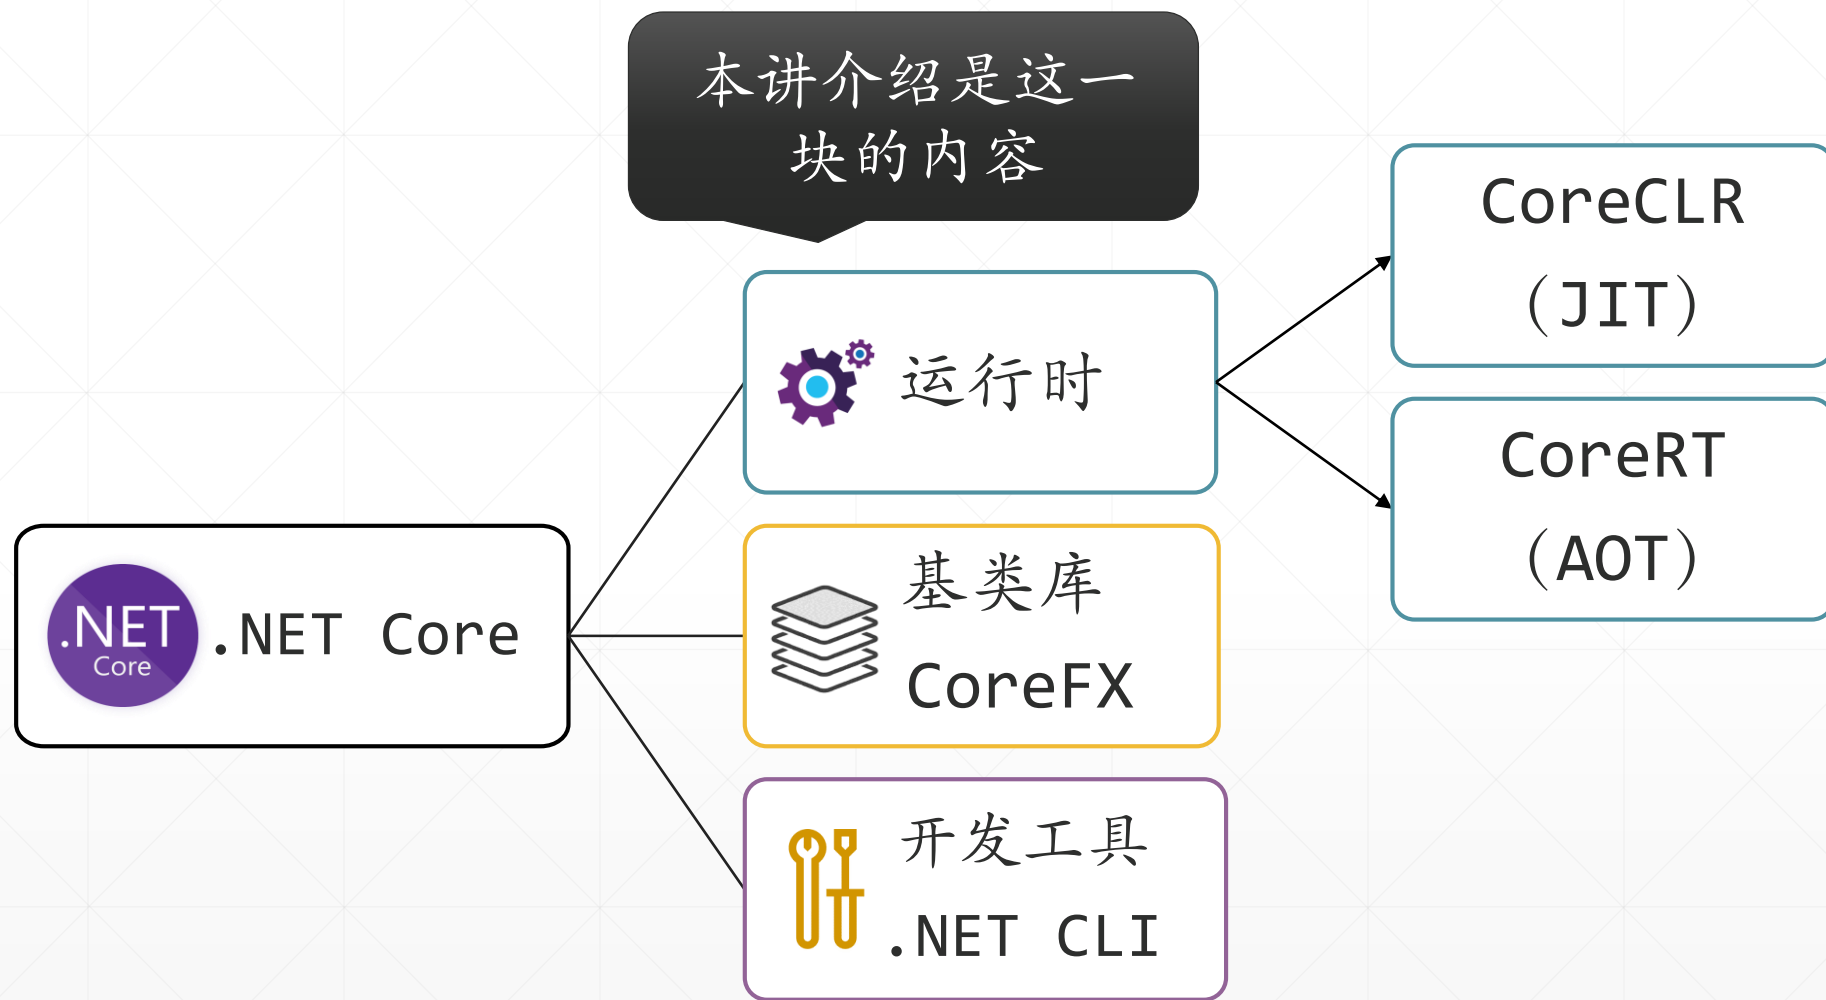 本讲介绍是这一
块的内容
CoreCLR
（JIT）
运行时
CoreRT
（AOT）
.NET
Core
.NET Core
基类库
CoreFX
开发工具
.NET CLI